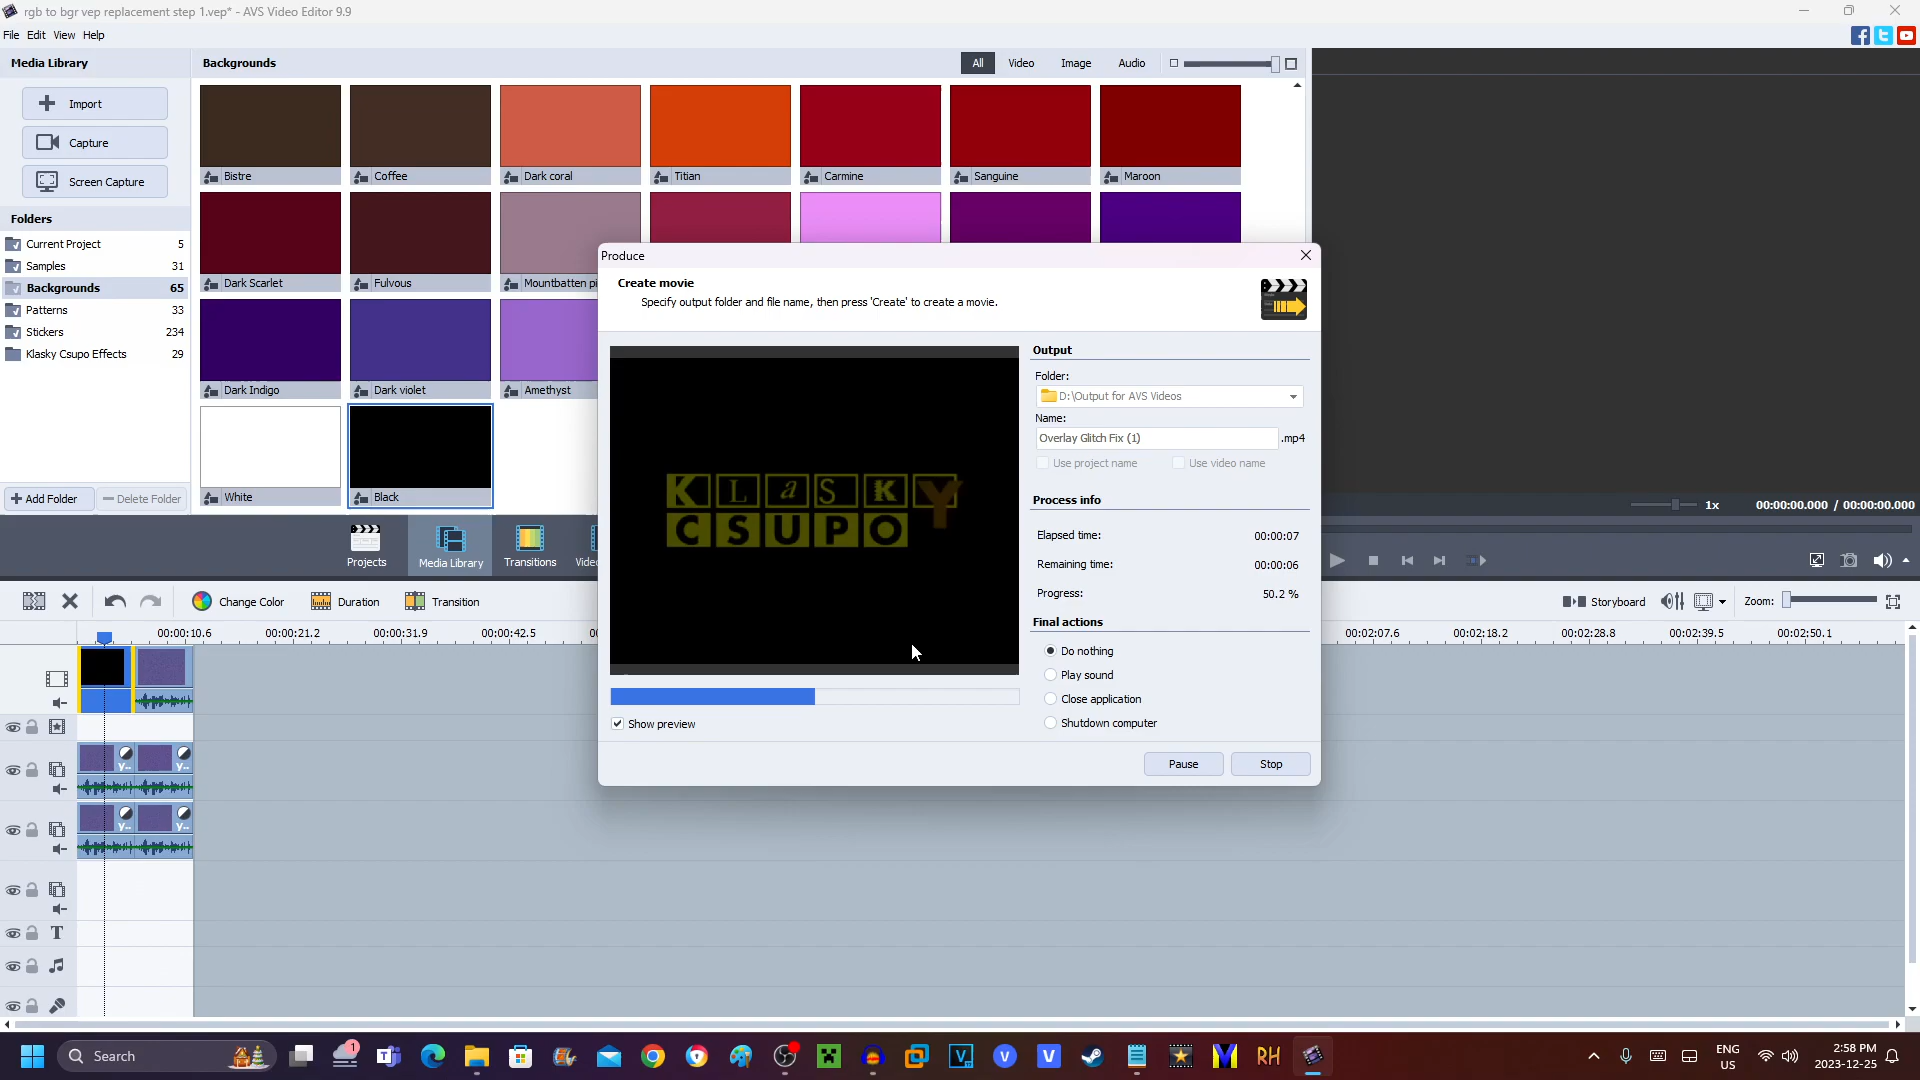 rgb to bgr vep replacement step 1.vep* - AVS Video Editor 9.9
File Edit View Help
Media Library
Backgrounds
All Video Image Audio
Import
Capture
Screen Capture
Folders
Current Project 5
Samples 31
Backgrounds 65
Patterns 33
Stickers 234
Klasky Csupo Effects 29
+ Add Folder
Delete Folder
Bistre
Coffee
Dark coral
Titian
Carmine
Sanguine
Maroon
Dark Scarlet
Fulvous
Mountbatten pi
Dark Indigo
Dark violet
Amethyst
White
Black
Projects
Media Library
Transitions
Produce
Create movie
Specify output folder and file name, then press 'Create' to create a movie.
KLaSKY
CSUPO
Show preview
Output
Folder:
D:\Output for AVS Videos
Name:
Overlay Glitch Fix (1) .mp4
Use project name
Use video name
Process info
Elapsed time: 00:00:07
Remaining time: 00:00:06
Progress: 50.2 %
Final actions
Do nothing
Play sound
Close application
Shutdown computer
Pause
Stop
1x
00:00:00.000 / 00:00:00.000
Change Color
Duration
Transition
Storyboard
Zoom:
00:00:10.6 00:00:21.2 00:00:31.9 00:00:42.5
00:02:07.6 00:02:18.2 00:02:28.8 00:02:39.5 00:02:50.1
y... y...
y... y...
T
Search
1
RH
ENG
US
2:58 PM
2023-12-25